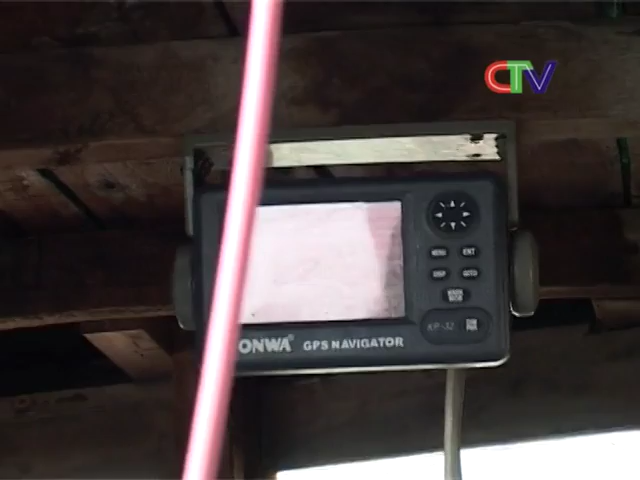 CTV
MENU ENT
DISP GOTO
ONWA GPS NAVIGATOR
KP-32